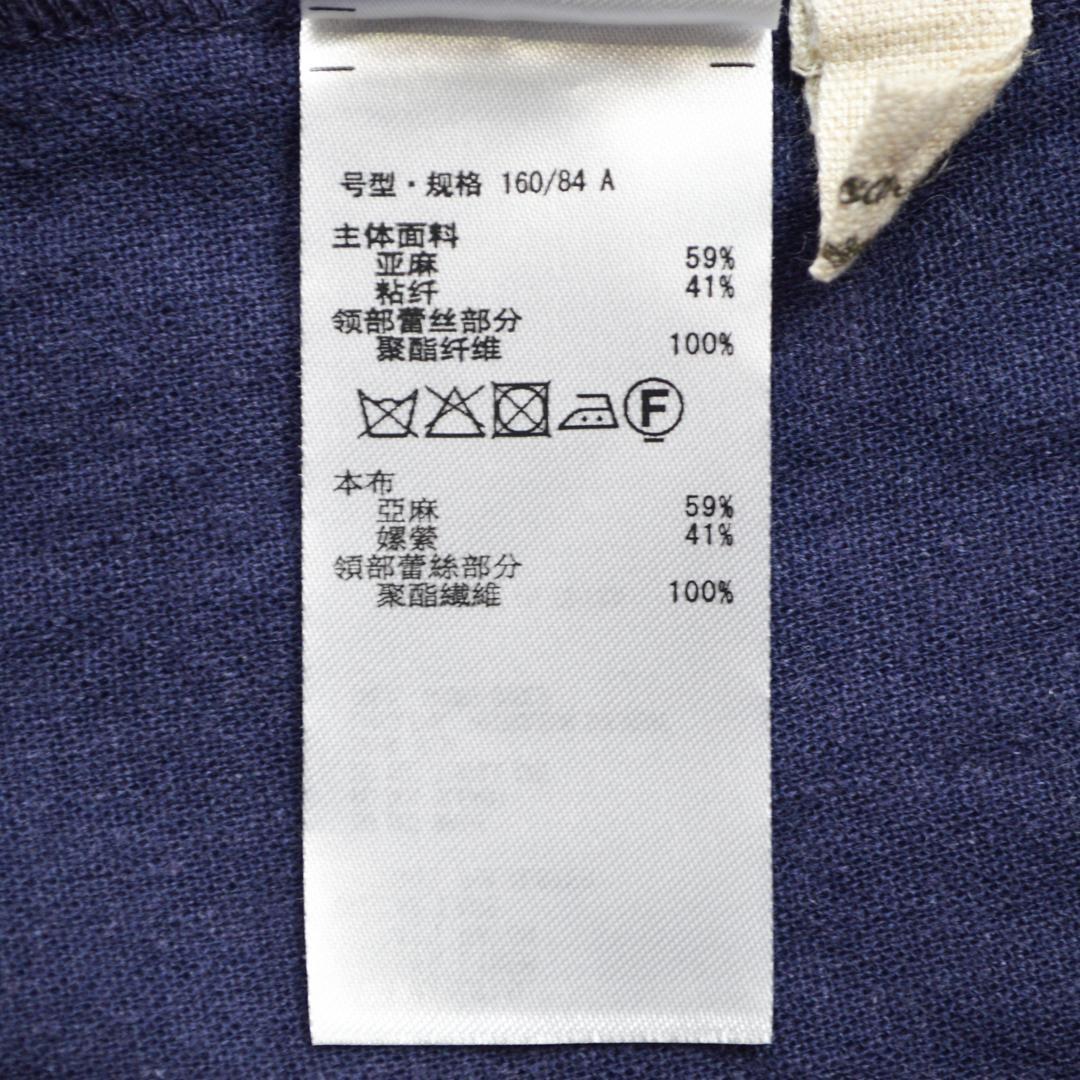 号型・规格 160/84 A
主体面料
亚麻 59%
粘纤 41%
领部蕾丝部分
聚酯纤维 100%
F
本布
亞麻 59%
嫘縈 41%
領部蕾絲部分
聚酯纖維 100%